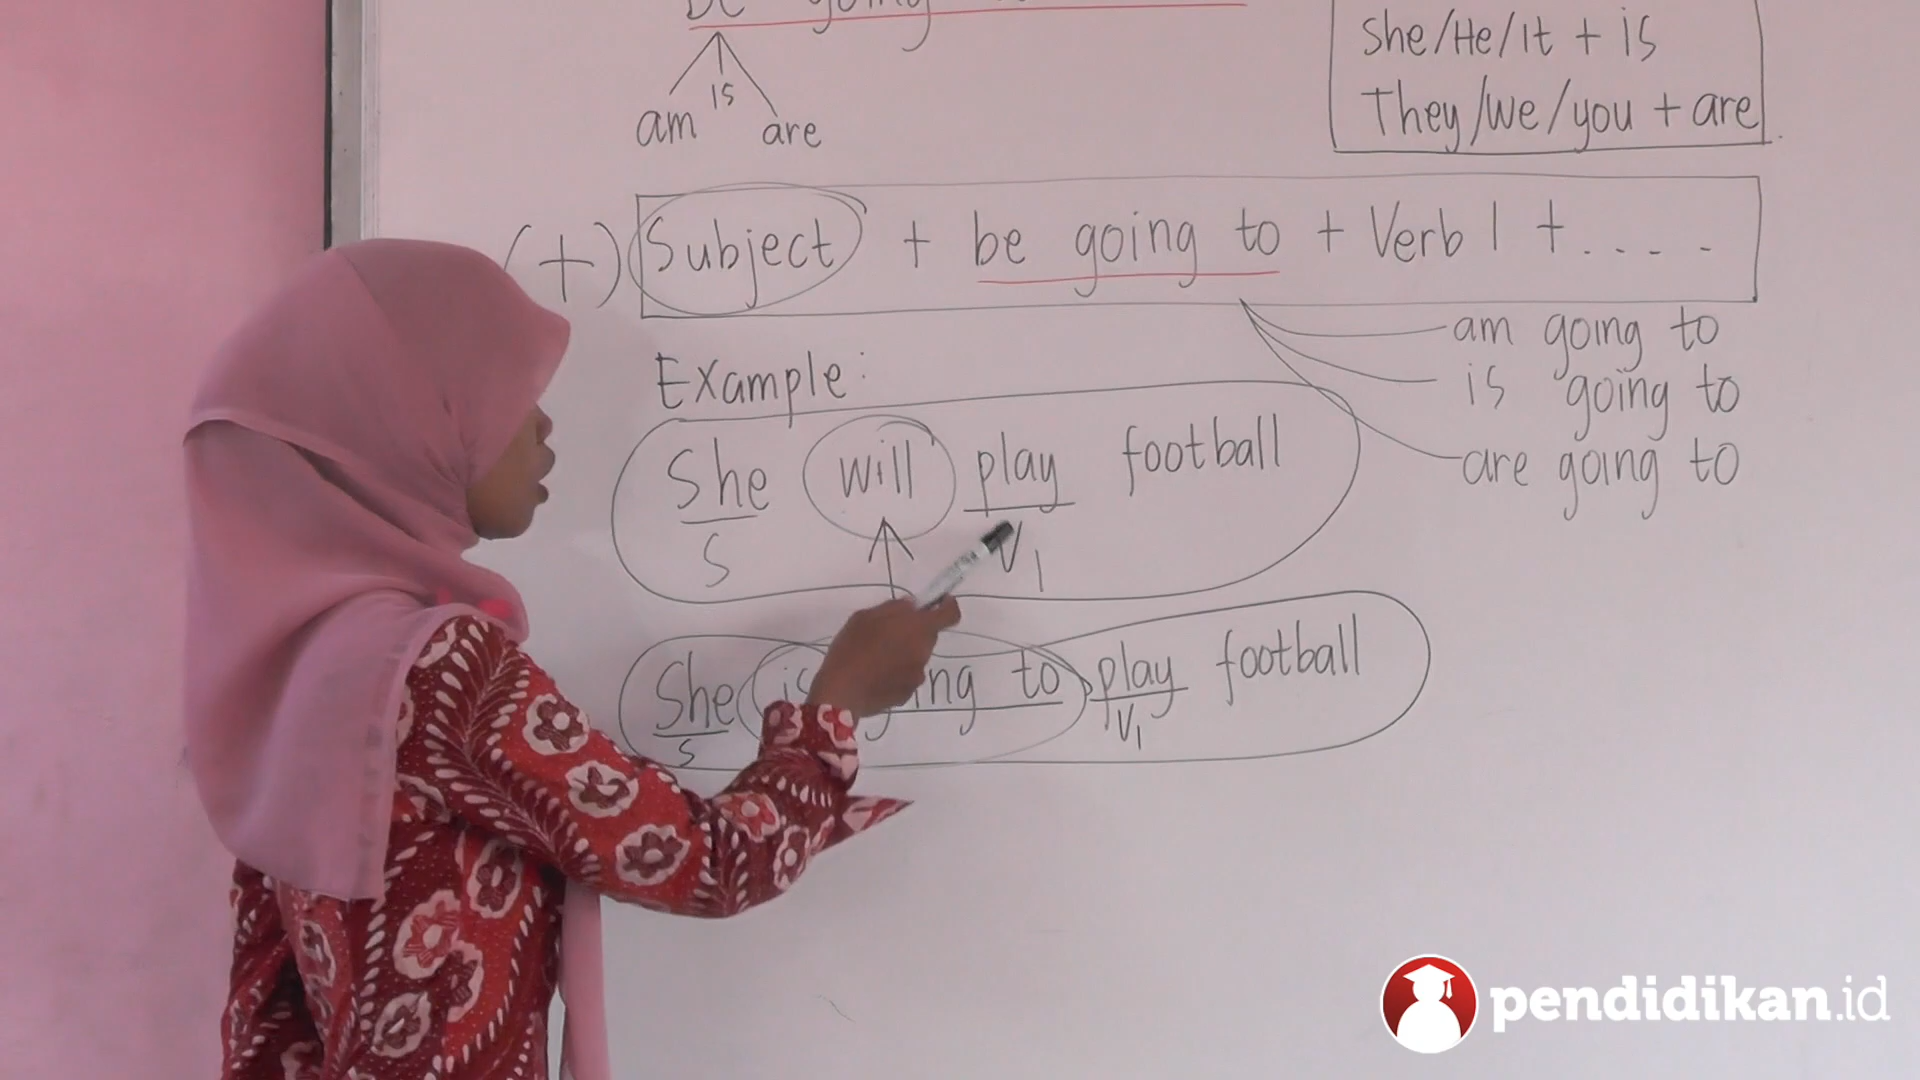 be going
am is are
She/He/It + is
They/we/you + are
(+) Subject + be going to + Verb 1 + . . . .
am going to
is going to
are going to
Example:
She will play football
S V1
She is going to play football
S V1
pendidikan.id